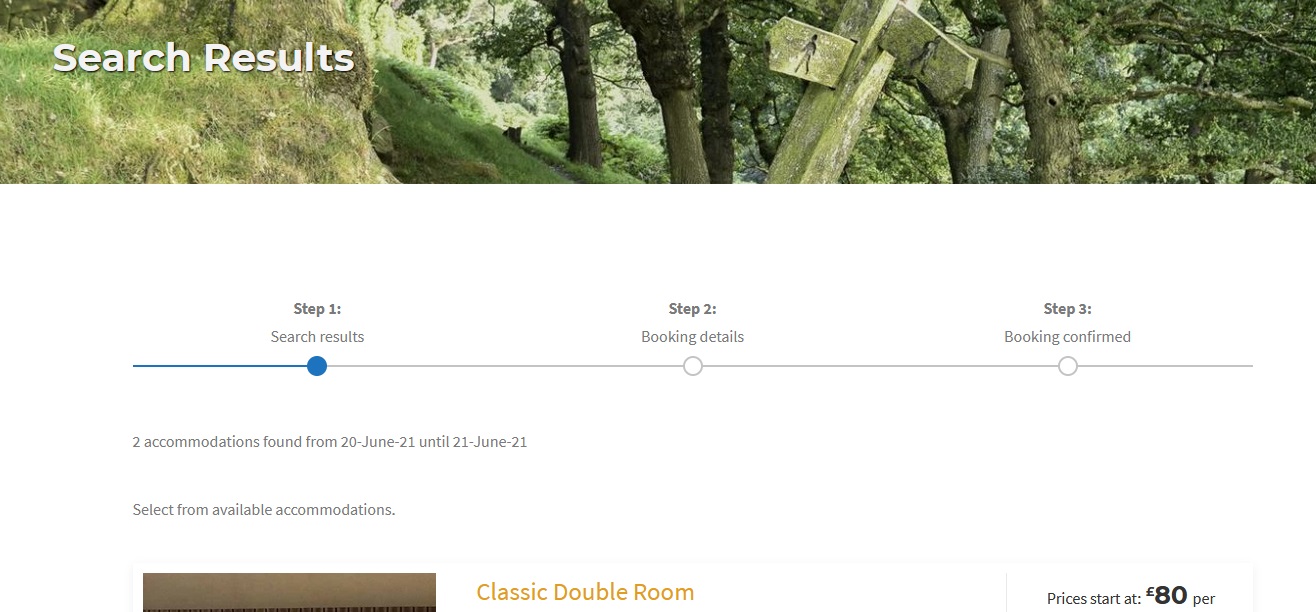 Search Results
Step 1:
Search results
Step 2:
Booking details
Step 3:
Booking confirmed
2 accommodations found from 20-June-21 until 21-June-21
Select from available accommodations.
Classic Double Room
Prices start at: £80 per